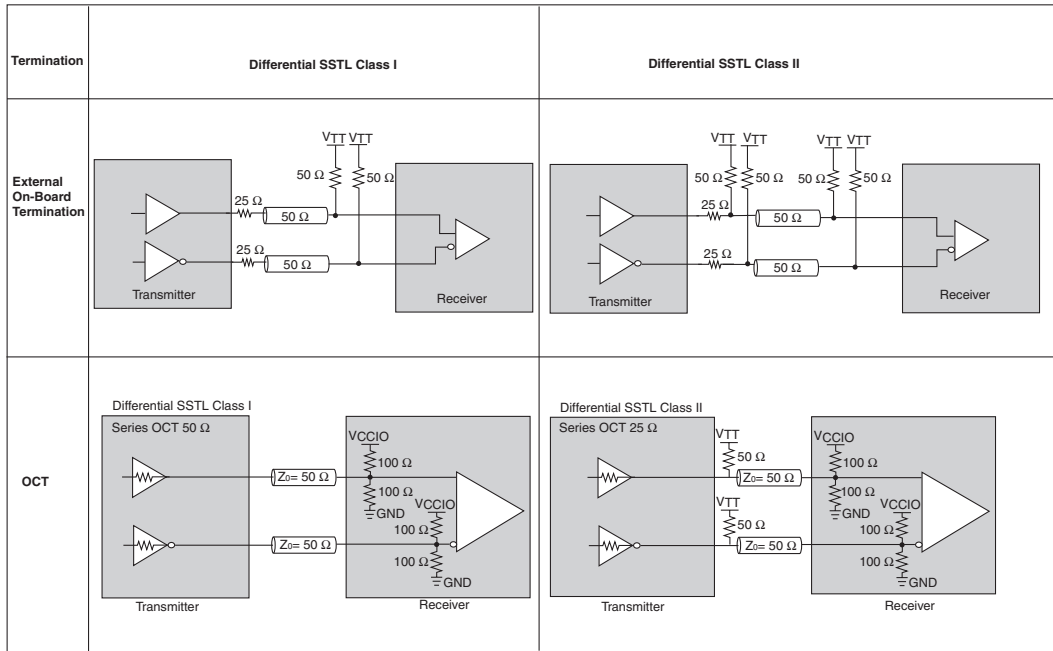 Termination
Differential SSTL Class I
Differential SSTL Class II
External
On-Board
Termination
VTT VTT
50 Ω 50 Ω
25 Ω
50 Ω
25 Ω
50 Ω
Transmitter
Receiver
VTT VTT
VTT VTT
50 Ω 50 Ω
50 Ω 50 Ω
25 Ω
50 Ω
25 Ω
50 Ω
Transmitter
Receiver
OCT
Differential SSTL Class I
Series OCT 50 Ω
VCCIO
100 Ω
Z0= 50 Ω
100 Ω
GND
VCCIO
100 Ω
Z0= 50 Ω
100 Ω
GND
Transmitter
Receiver
Differential SSTL Class II
Series OCT 25 Ω
VTT
50 Ω
VCCIO
100 Ω
Z0= 50 Ω
100 Ω
GND
VTT
50 Ω
VCCIO
100 Ω
Z0= 50 Ω
100 Ω
GND
Transmitter
Receiver